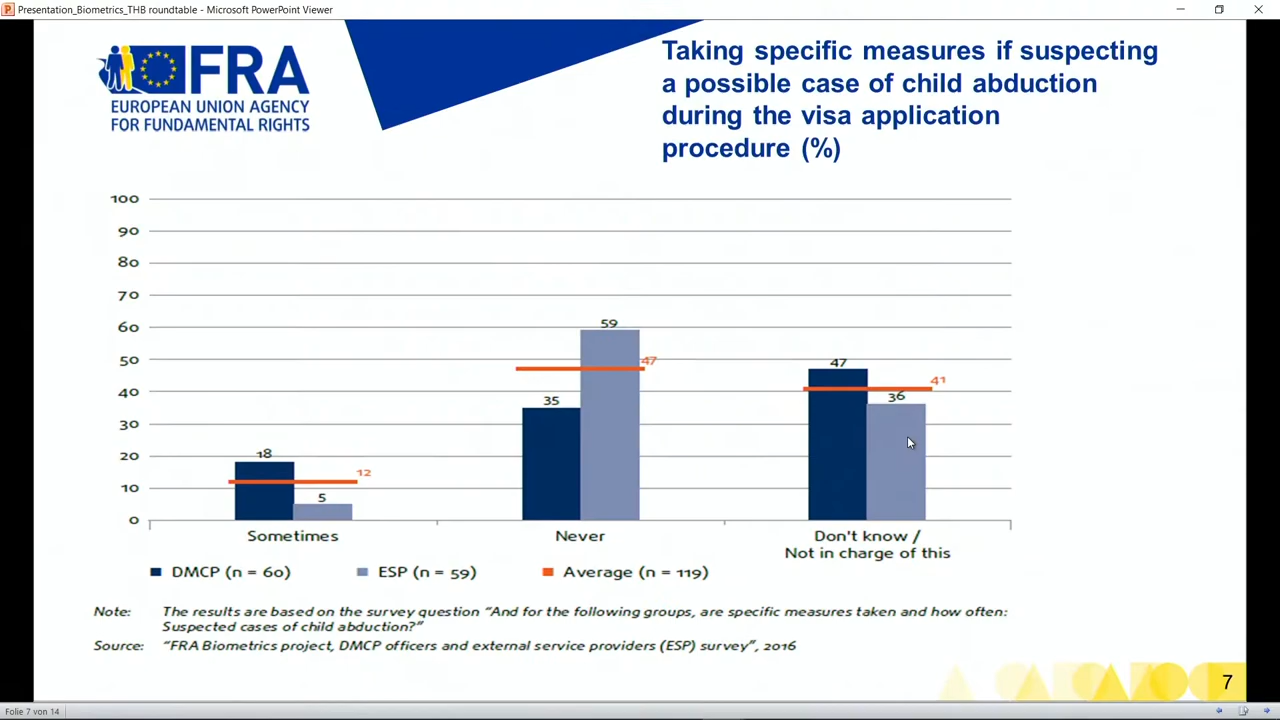 Presentation_Biometrics_THB roundtable - Microsoft PowerPoint Viewer
FRA
EUROPEAN UNION AGENCY
FOR FUNDAMENTAL RIGHTS
Taking specific measures if suspecting
a possible case of child abduction
during the visa application
procedure (%)
100
90
80
70
60
50
40
30
20
10
0
18
12
5
35
59
47
47
41
36
Sometimes
Never
Don't know /
Not in charge of this
DMCP (n = 60)
ESP (n = 59)
Average (n = 119)
Note: The results are based on the survey question “And for the following groups, are specific measures taken and how often:
Suspected cases of child abduction?”
Source: “FRA Biometrics project, DMCP officers and external service providers (ESP) survey”, 2016
7
Folie 7 von 14